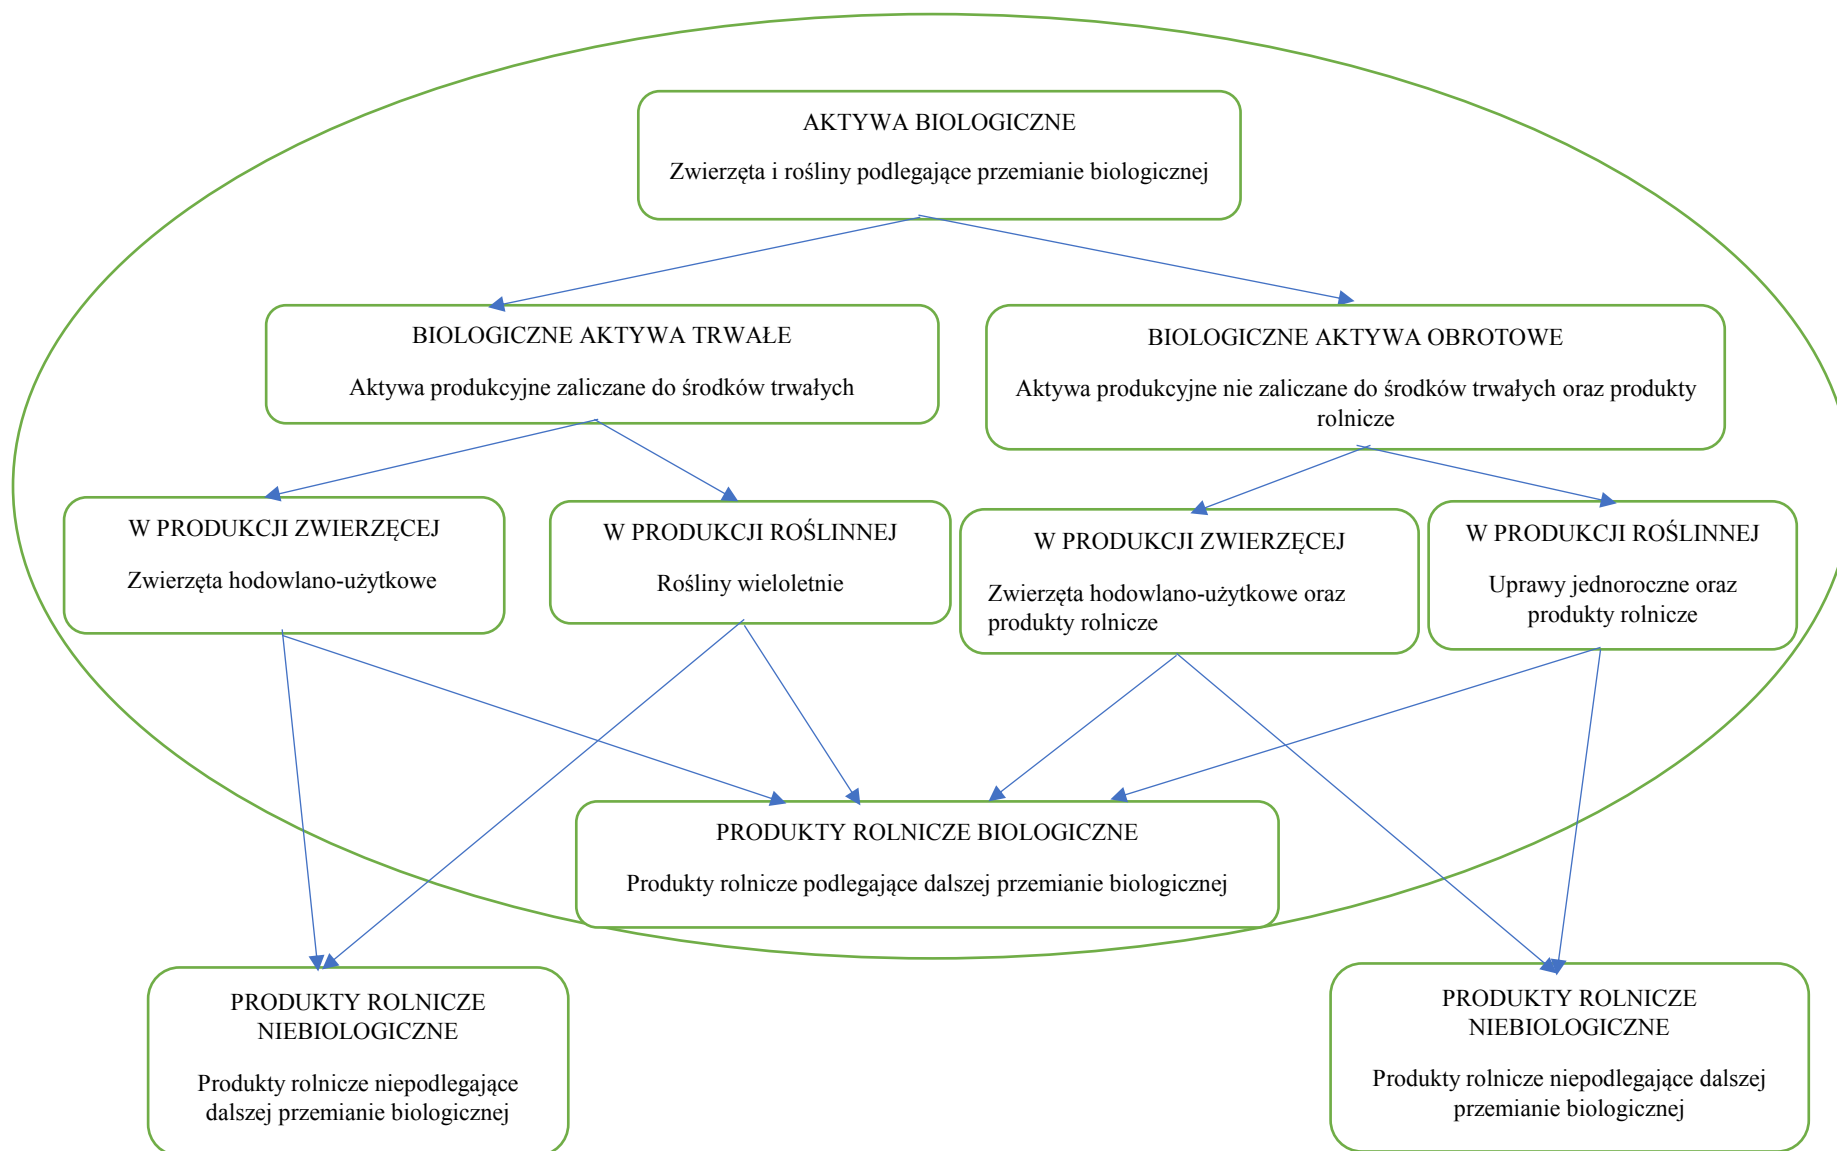 AKTYWA BIOLOGICZNE
Zwierzęta i rośliny podlegające przemianie biologicznej
BIOLOGICZNE AKTYWA TRWAŁE
Aktywa produkcyjne zaliczane do środków trwałych
BIOLOGICZNE AKTYWA OBROTOWE
Aktywa produkcyjne nie zaliczane do środków trwałych oraz produkty
rolnicze
W PRODUKCJI ZWIERZĘCEJ
Zwierzęta hodowlano-użytkowe
W PRODUKCJI ROŚLINNEJ
Rośliny wieloletnie
W PRODUKCJI ZWIERZĘCEJ
Zwierzęta hodowlano-użytkowe oraz
produkty rolnicze
W PRODUKCJI ROŚLINNEJ
Uprawy jednoroczne oraz
produkty rolnicze
PRODUKTY ROLNICZE BIOLOGICZNE
Produkty rolnicze podlegające dalszej przemianie biologicznej
PRODUKTY ROLNICZE
NIEBIOLOGICZNE
Produkty rolnicze niepodlegające
dalszej przemianie biologicznej
PRODUKTY ROLNICZE
NIEBIOLOGICZNE
Produkty rolnicze niepodlegające dalszej
przemianie biologicznej